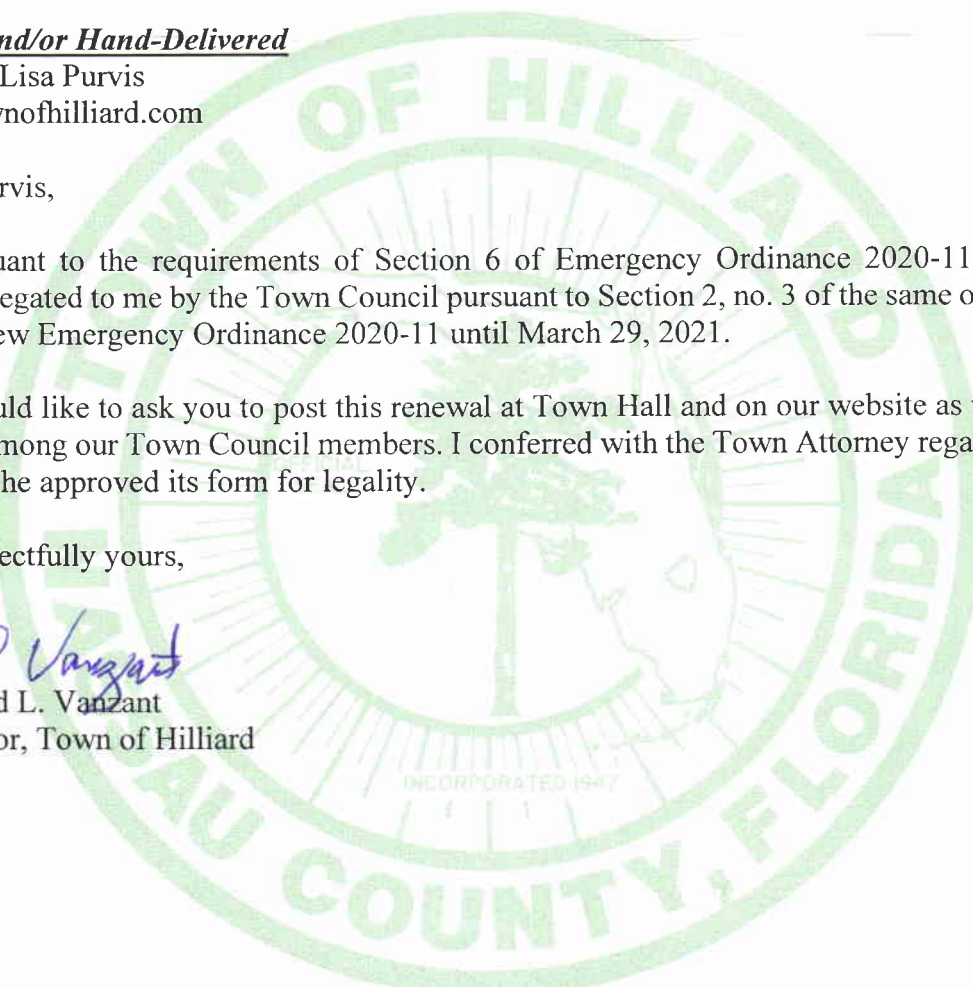 nd/or Hand-Delivered
Lisa Purvis
nofhilliard.com
rvis,
uant to the requirements of Section 6 of Emergency Ordinance 2020-11
egated to me by the Town Council pursuant to Section 2, no. 3 of the same o
ew Emergency Ordinance 2020-11 until March 29, 2021.
uld like to ask you to post this renewal at Town Hall and on our website as
mong our Town Council members. I conferred with the Town Attorney rega
he approved its form for legality.
ectfully yours,
Vanzant
d L. Vanzant
or, Town of Hilliard
TOWN OF HILLIARD
OFFICIAL
INCORPORATED 1947
SAU COUNTY, FLORIDA